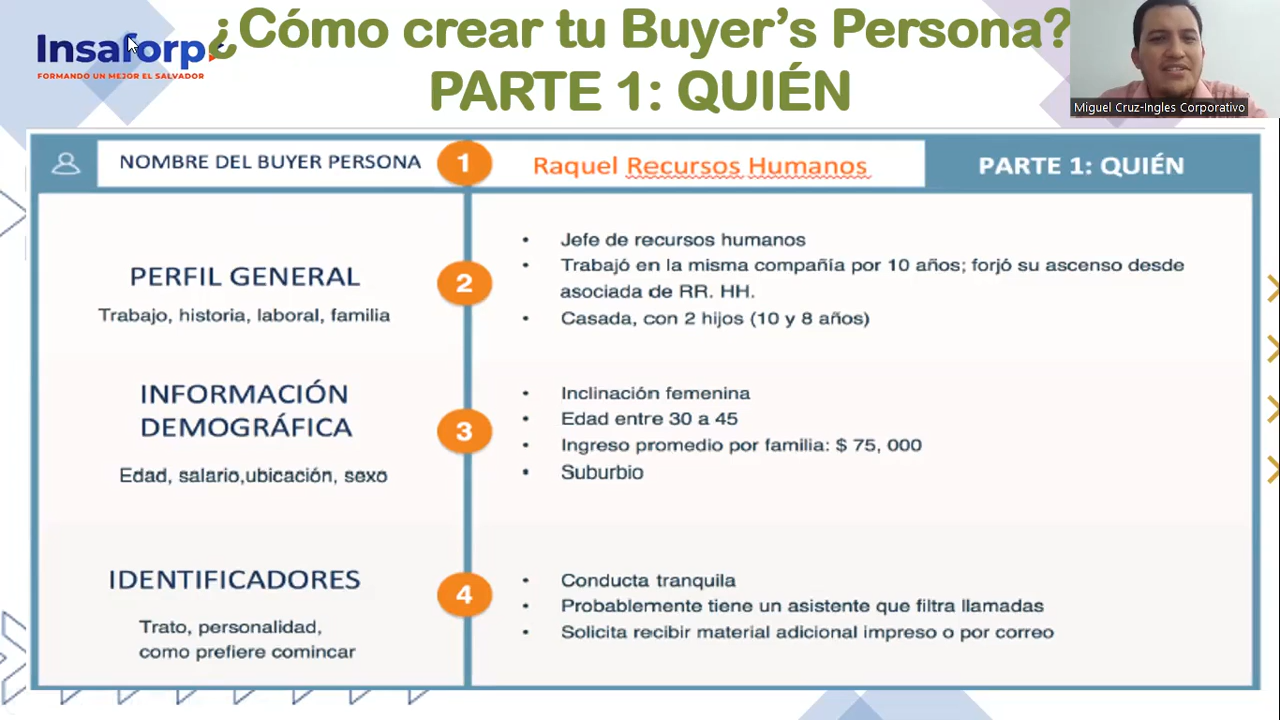 ¿Cómo crear tu Buyer's Persona?
PARTE 1: QUIÉN
Insaforp
FORMANDO UN MEJOR EL SALVADOR
Miguel Cruz-Ingles Corporativo
NOMBRE DEL BUYER PERSONA
1
Raquel Recursos Humanos
PARTE 1: QUIÉN
PERFIL GENERAL
Trabajo, historia, laboral, familia
2
• Jefe de recursos humanos
• Trabajó en la misma compañía por 10 años; forjó su ascenso desde
asociada de RR. HH.
• Casada, con 2 hijos (10 y 8 años)
INFORMACIÓN
DEMOGRÁFICA
Edad, salario,ubicación, sexo
3
• Inclinación femenina
• Edad entre 30 a 45
• Ingreso promedio por familia: $ 75, 000
• Suburbio
IDENTIFICADORES
Trato, personalidad,
como prefiere comincar
4
• Conducta tranquila
• Probablemente tiene un asistente que filtra llamadas
• Solicita recibir material adicional impreso o por correo